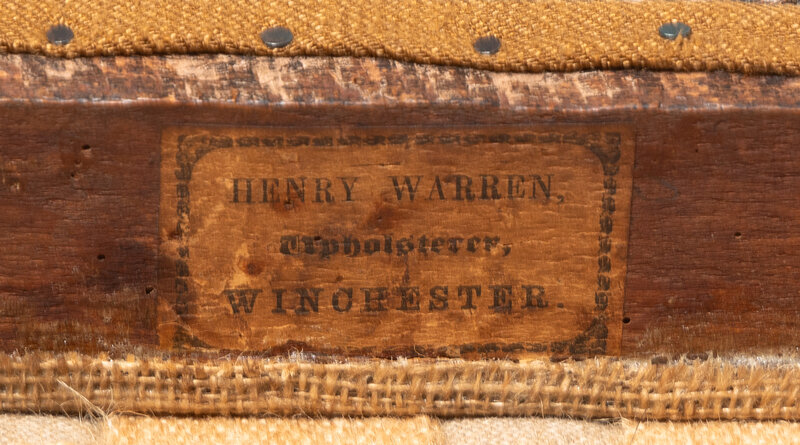 HENRY WARREN,
Upholsterer,
WINCHESTER.